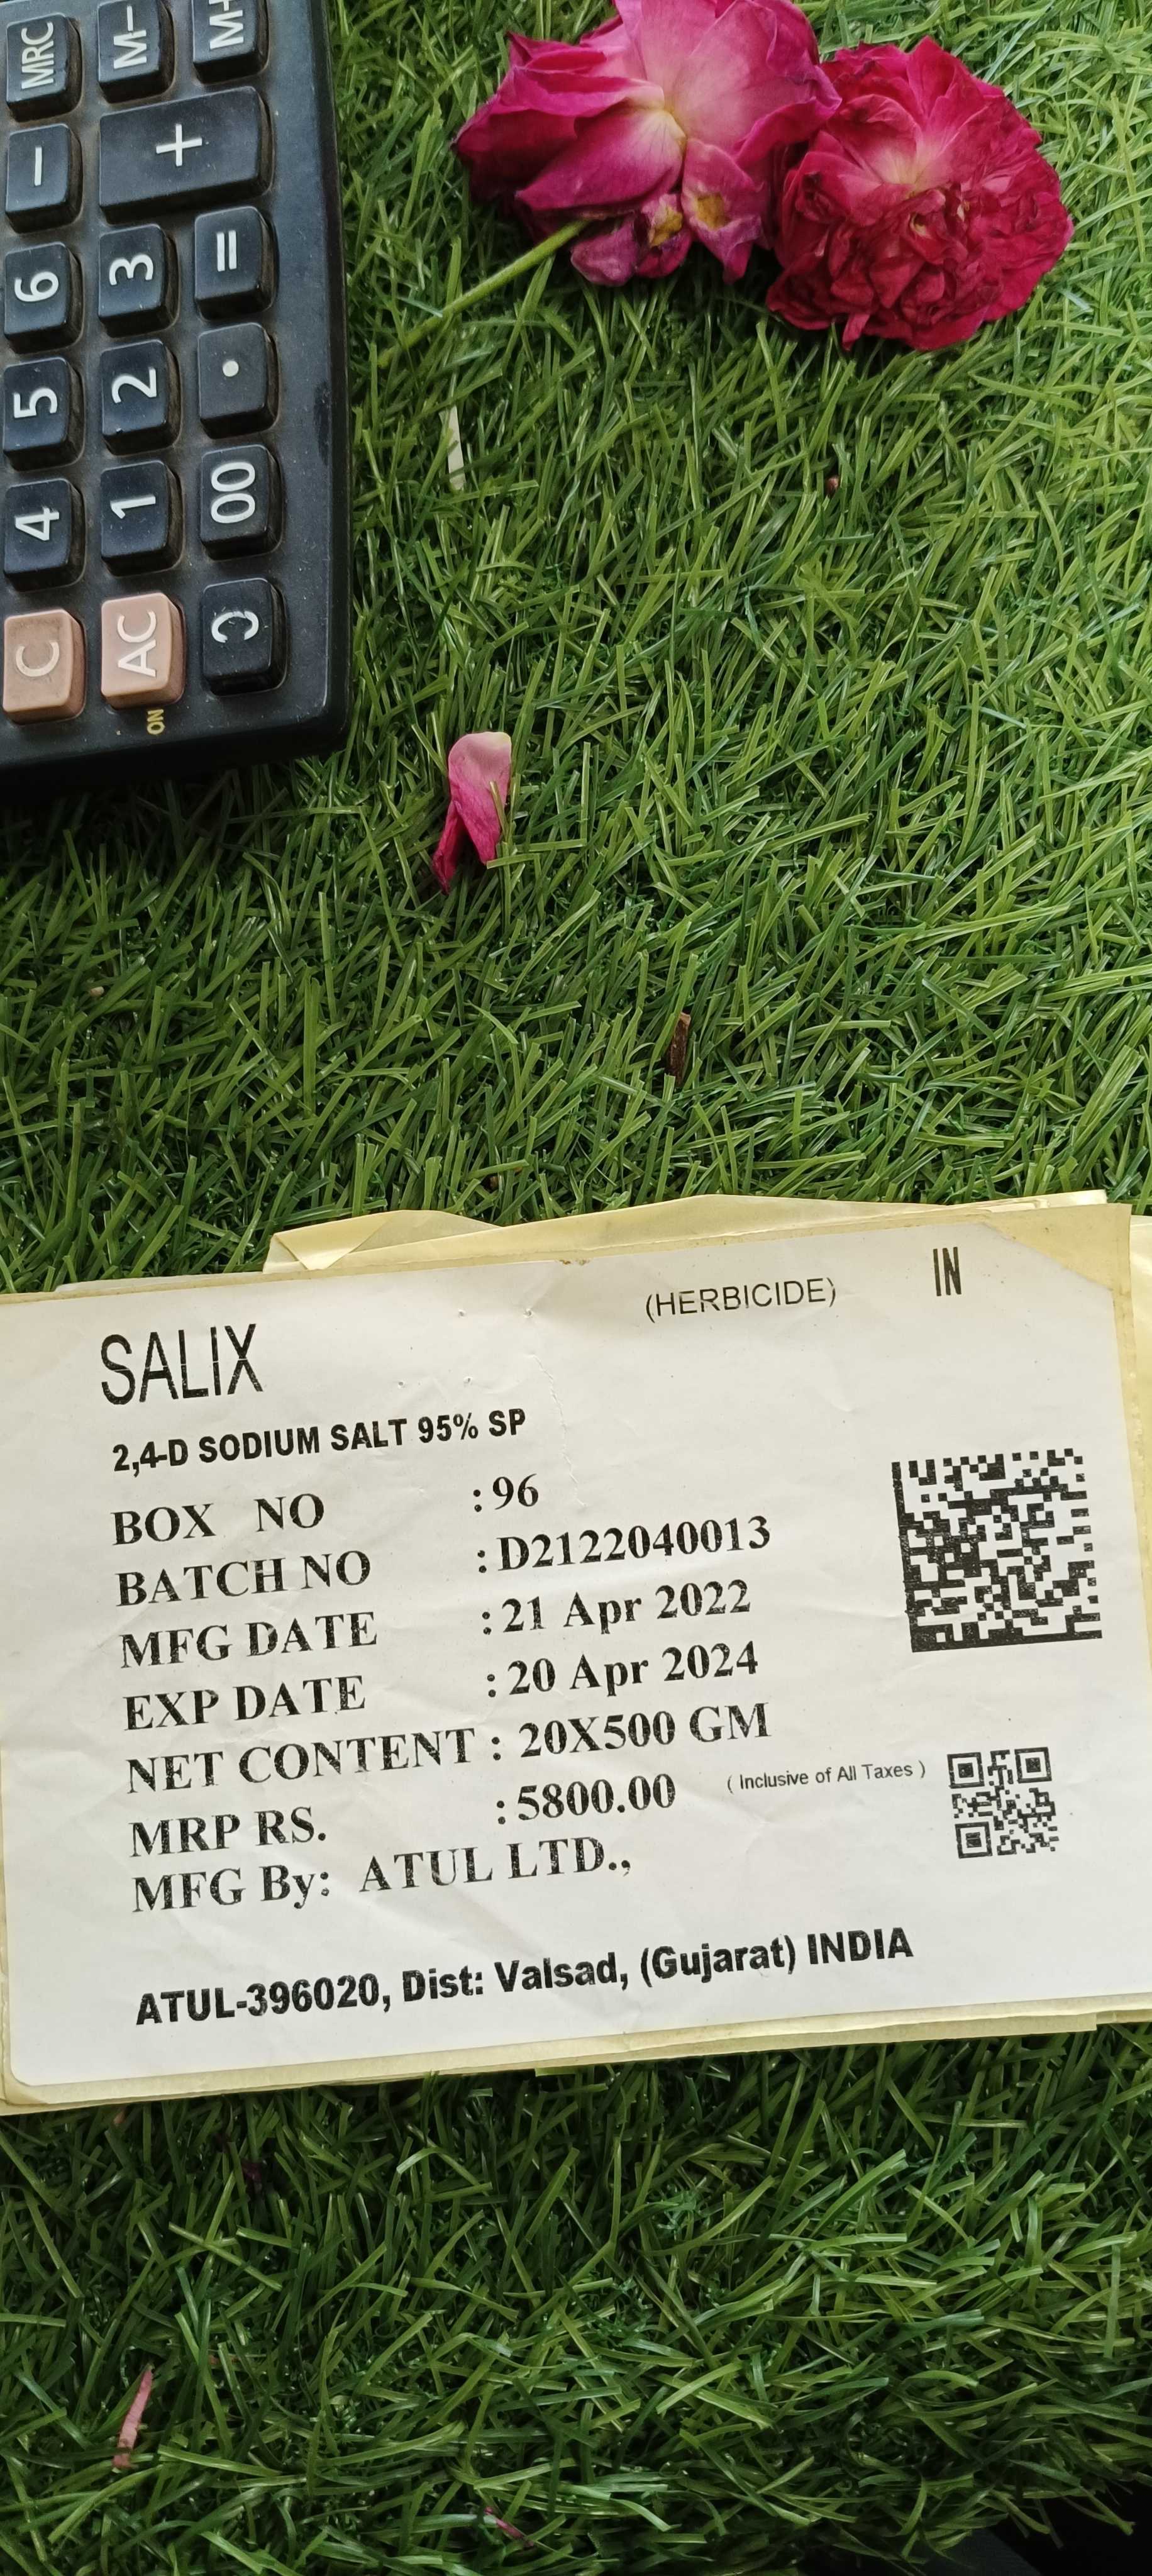 MRC M− M+
− +
6 3 =
5 2 .
4 1 00
C AC 0
ON
(HERBICIDE) IN
SALIX
2,4-D SODIUM SALT 95% SP
BOX NO : 96
BATCH NO : D2122040013
MFG DATE : 21 Apr 2022
EXP DATE : 20 Apr 2024
NET CONTENT : 20X500 GM
MRP RS. : 5800.00 ( Inclusive of All Taxes )
MFG By: ATUL LTD.,
ATUL-396020, Dist: Valsad, (Gujarat) INDIA